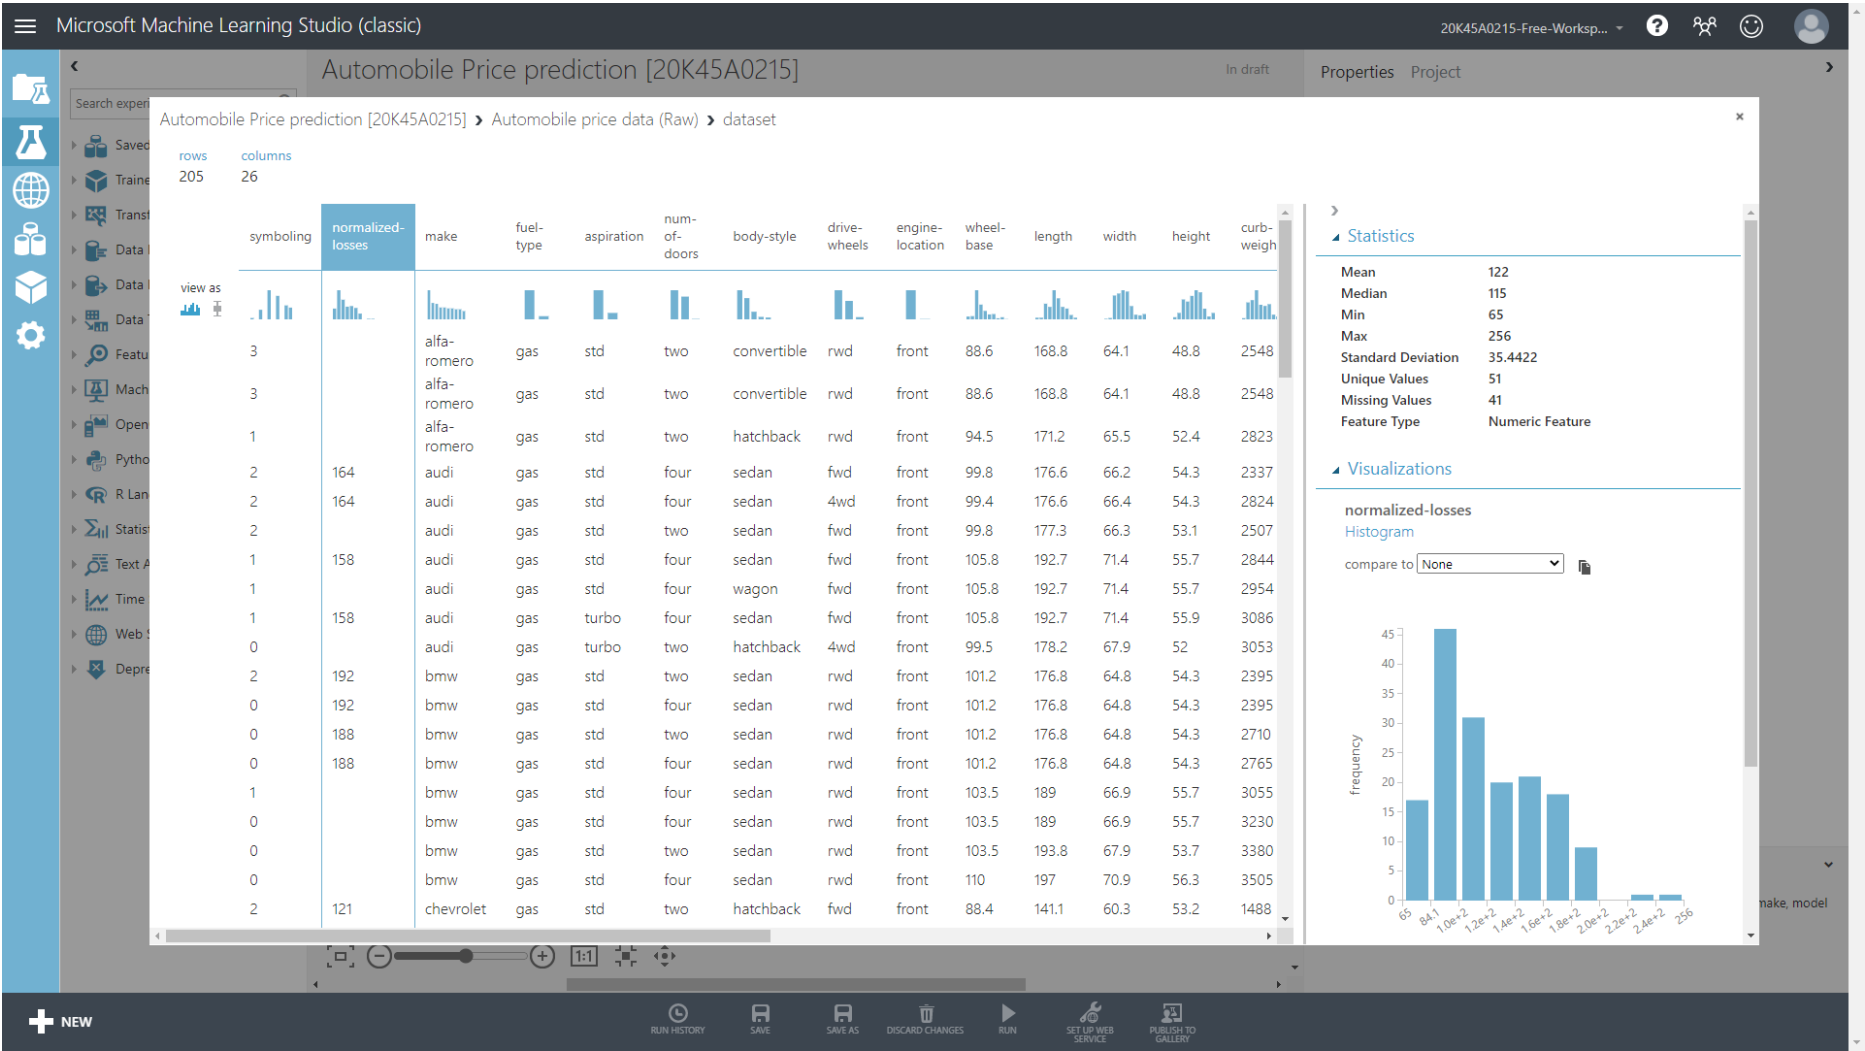 Microsoft Machine Learning Studio (classic)
20K45A0215-Free-Worksp...
Automobile Price prediction [20K45A0215]
In draft
Properties Project
Search experi
Automobile Price prediction [20K45A0215] > Automobile price data (Raw) > dataset
rows columns
205 26
Saved
Traine
Transf
Data
Data
Data
Featu
Mach
Open
Pytho
R Lan
Statis
Text A
Time
Web
Depre
symboling normalized-losses make fuel-type aspiration num-of-doors body-style drive-wheels engine-location wheel-base length width height curb-weigh
view as
3 alfa-romero gas std two convertible rwd front 88.6 168.8 64.1 48.8 2548
3 alfa-romero gas std two convertible rwd front 88.6 168.8 64.1 48.8 2548
1 alfa-romero gas std two hatchback rwd front 94.5 171.2 65.5 52.4 2823
2 164 audi gas std four sedan fwd front 99.8 176.6 66.2 54.3 2337
2 164 audi gas std four sedan 4wd front 99.4 176.6 66.4 54.3 2824
2 audi gas std two sedan fwd front 99.8 177.3 66.3 53.1 2507
1 158 audi gas std four sedan fwd front 105.8 192.7 71.4 55.7 2844
1 audi gas std four wagon fwd front 105.8 192.7 71.4 55.7 2954
1 158 audi gas turbo four sedan fwd front 105.8 192.7 71.4 55.9 3086
0 audi gas turbo two hatchback 4wd front 99.5 178.2 67.9 52 3053
2 192 bmw gas std two sedan rwd front 101.2 176.8 64.8 54.3 2395
0 192 bmw gas std four sedan rwd front 101.2 176.8 64.8 54.3 2395
0 188 bmw gas std two sedan rwd front 101.2 176.8 64.8 54.3 2710
0 188 bmw gas std four sedan rwd front 101.2 176.8 64.8 54.3 2765
1 bmw gas std four sedan rwd front 103.5 189 66.9 55.7 3055
0 bmw gas std four sedan rwd front 103.5 189 66.9 55.7 3230
0 bmw gas std two sedan rwd front 103.5 193.8 67.9 53.7 3380
0 bmw gas std four sedan rwd front 110 197 70.9 56.3 3505
2 121 chevrolet gas std two hatchback fwd front 88.4 141.1 60.3 53.2 1488
Statistics
Mean 122
Median 115
Min 65
Max 256
Standard Deviation 35.4422
Unique Values 51
Missing Values 41
Feature Type Numeric Feature
Visualizations
normalized-losses
Histogram
compare to None
frequency
45
40
35
30
25
20
15
10
5
0
65 84.1 1.0e+2 1.2e+2 1.4e+2 1.6e+2 1.8e+2 2.0e+2 2.2e+2 2.4e+2 256
make, model
1:1
NEW
RUN HISTORY SAVE SAVE AS DISCARD CHANGES RUN SET UP WEB SERVICE PUBLISH TO GALLERY